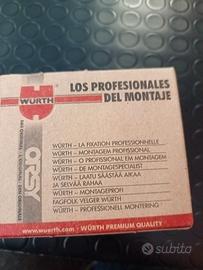 LOS PROFESIONALES
DEL MONTAJE
WÜRTH
ORSY
WÜRTH – LA FIXATION PROFESSIONNELLE
WÜRTH – MONTAGEM PROFISSIONAL
WÜRTH – O PROFISSIONAL EM MONTAGEM
WÜRTH – DE MONTAGESPECIALIST
WÜRTH – LAATU SÄÄSTÄÄ AIKAA
JA SELVÄÄ RAHAA
WÜRTH – MONTAGEPROFI
FAGFOLK VELGER WÜRTH
WÜRTH – PROFESSIONELL MONTERING
www.wuerth.com - WÜRTH PREMIUM QUALITY
subito